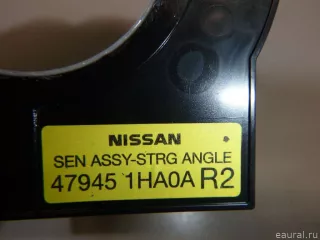 NISSAN
SEN ASSY-STRG ANGLE
47945 1HA0A R2
eaural.ru